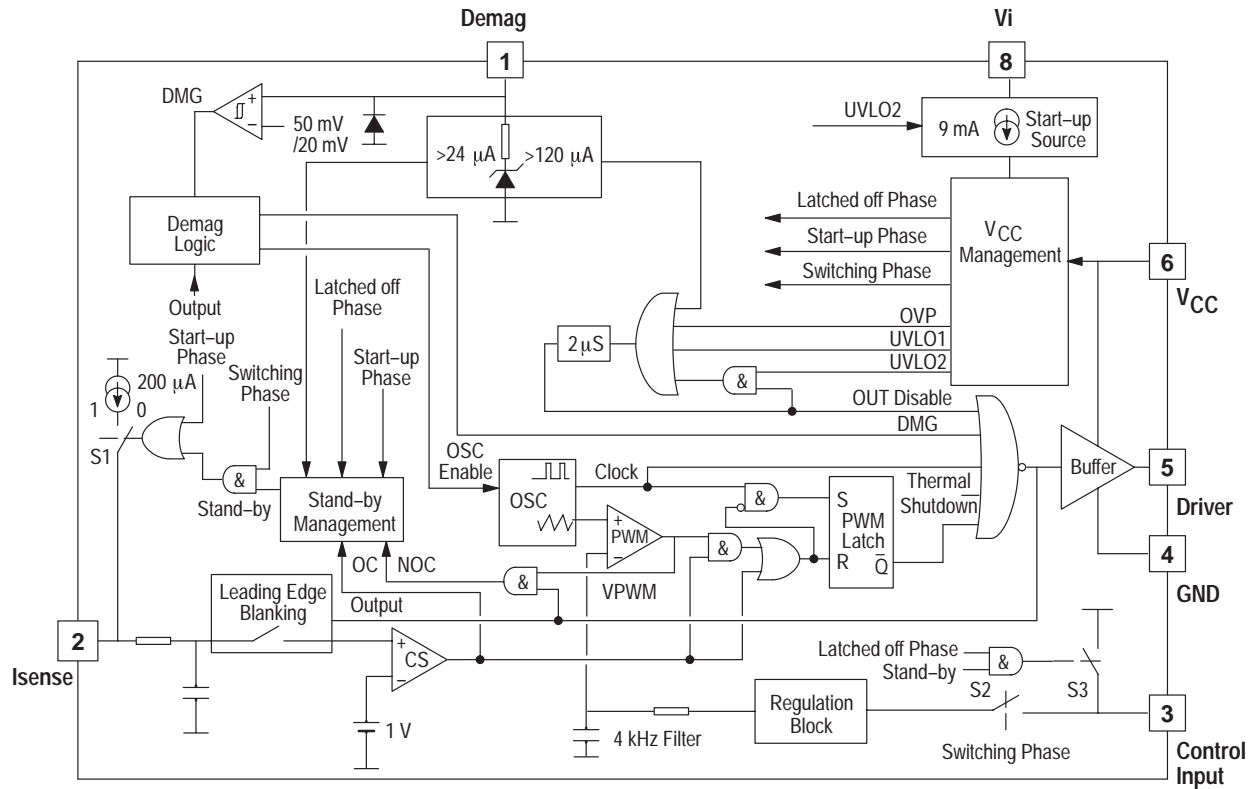 Demag
Vi
1
8
DMG
+
−
50 mV
/20 mV
>24 µA
>120 µA
UVLO2
9 mA
Start–up
Source
Demag
Logic
Latched off Phase
Start–up Phase
Switching Phase
VCC
Management
6
VCC
Output
Latched off
Phase
Start–up
Phase
Switching
Phase
Start–up
Phase
200 µA
1
0
S1
&
Stand–by
2 µS
OVP
UVLO1
UVLO2
&
OUT Disable
DMG
OSC
Enable
OSC
Clock
Stand–by
Management
OC
NOC
+
PWM
−
&
&
S
PWM
Latch
R
Q̅
Thermal
Shutdown
Buffer
5
Driver
4
GND
&
VPWM
Leading Edge
Blanking
Output
2
Isense
+
CS
−
1 V
4 kHz Filter
Regulation
Block
Latched off Phase
Stand–by
&
S2
S3
Switching Phase
3
Control
Input